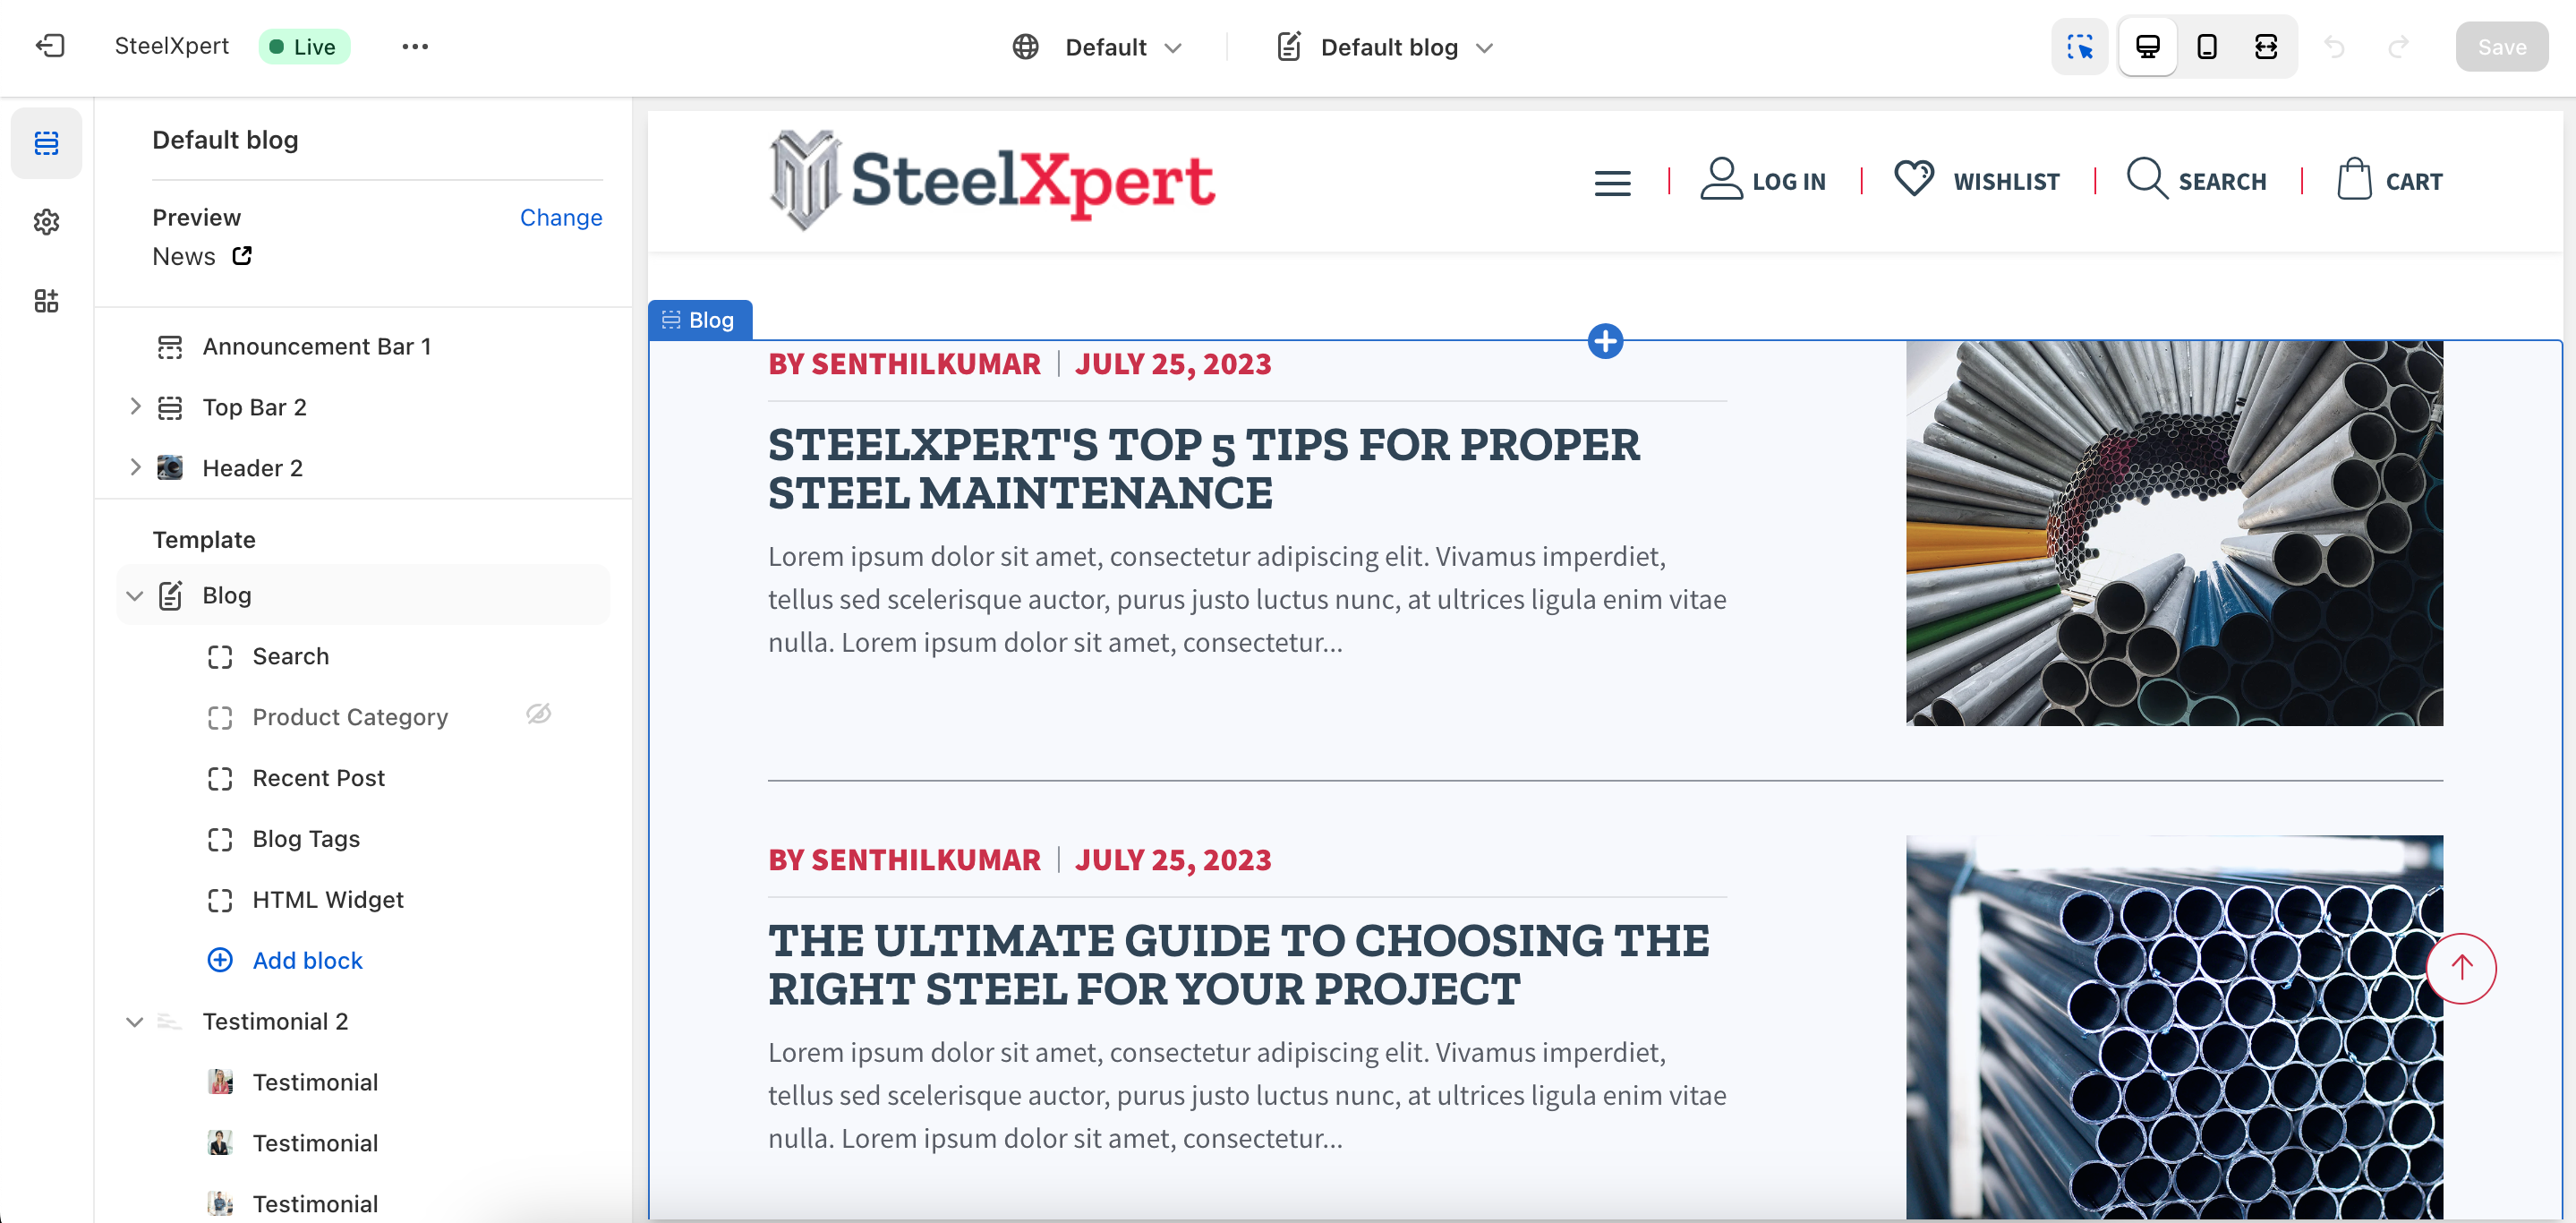 SteelXpert
Live
Default
Default blog
Save
Default blog
Preview
Change
News
Announcement Bar 1
Top Bar 2
Header 2
Template
Blog
Search
Product Category
Recent Post
Blog Tags
HTML Widget
Add block
Testimonial 2
Testimonial
Testimonial
Testimonial
SteelXpert
LOG IN
WISHLIST
SEARCH
CART
Blog
BY SENTHILKUMAR | JULY 25, 2023
STEELXPERT'S TOP 5 TIPS FOR PROPER
STEEL MAINTENANCE
Lorem ipsum dolor sit amet, consectetur adipiscing elit. Vivamus imperdiet,
tellus sed scelerisque auctor, purus justo luctus nunc, at ultrices ligula enim vitae
nulla. Lorem ipsum dolor sit amet, consectetur...
BY SENTHILKUMAR | JULY 25, 2023
THE ULTIMATE GUIDE TO CHOOSING THE
RIGHT STEEL FOR YOUR PROJECT
Lorem ipsum dolor sit amet, consectetur adipiscing elit. Vivamus imperdiet,
tellus sed scelerisque auctor, purus justo luctus nunc, at ultrices ligula enim vitae
nulla. Lorem ipsum dolor sit amet, consectetur...